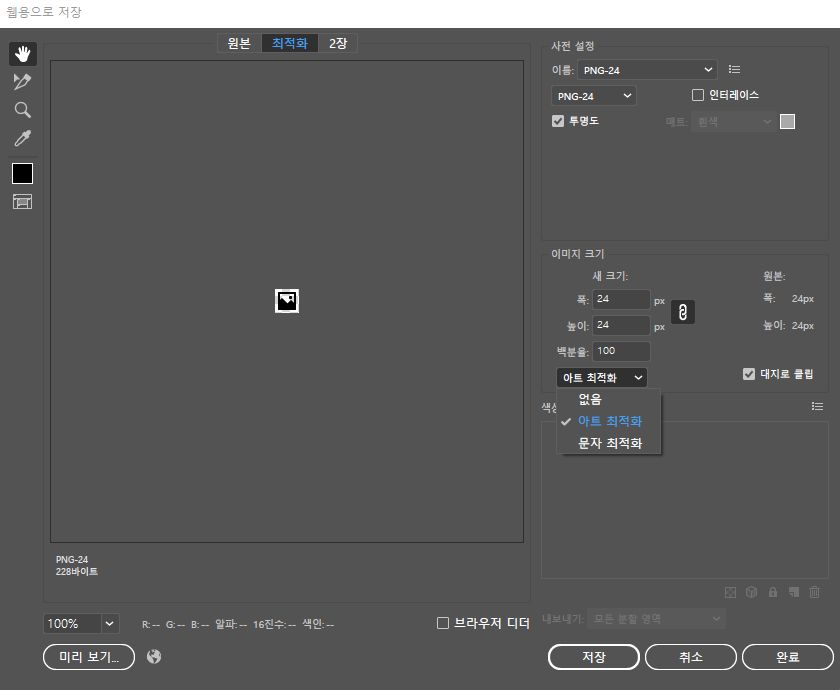 웹용으로 저장
원본 최적화 2장
사전 설정
이름: PNG-24
PNG-24 인터레이스
투명도 매트: 흰색
이미지 크기
새 크기: 원본:
폭: 24 px 폭: 24px
높이: 24 px 높이: 24px
백분율: 100
아트 최적화 대지로 클립
없음
아트 최적화
문자 최적화
PNG-24
228바이트
100% R: -- G: -- B: -- 알파: -- 16진수: -- 색인: --
브라우저 디더
내보내기: 모든 분할 영역
미리 보기... 저장 취소 완료